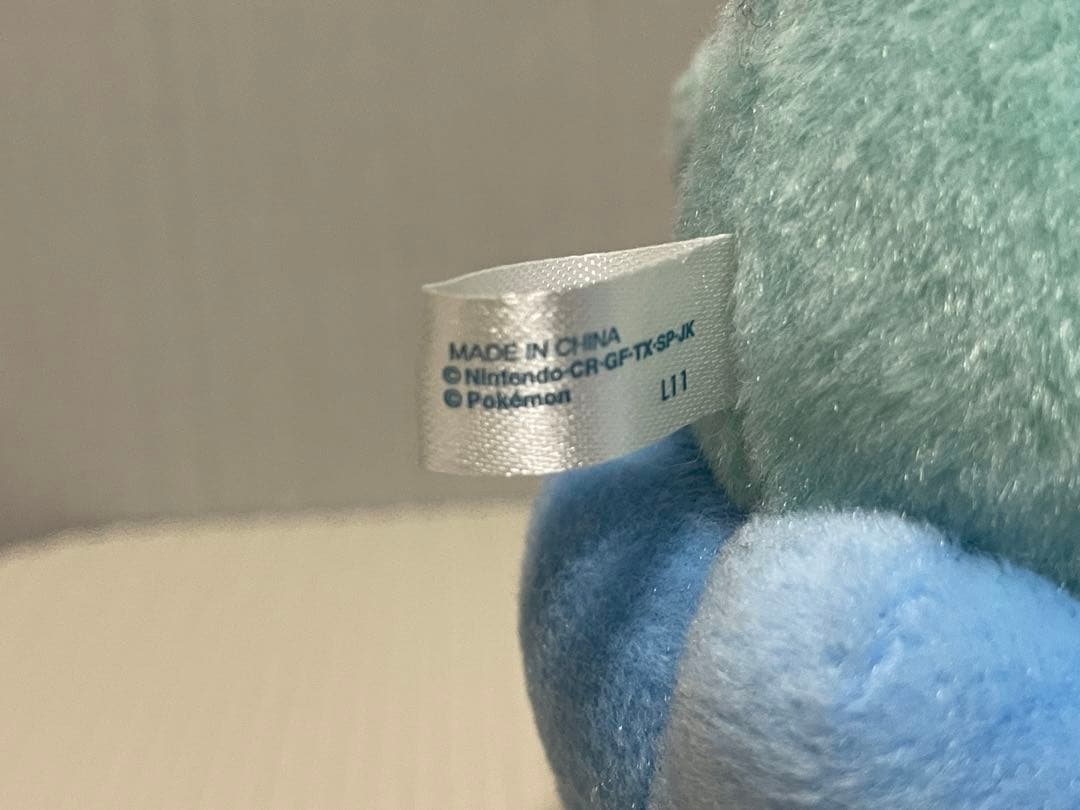 MADE IN CHINA
©Nintendo·CR·GF·TX·SP·JK
©Pokémon L11